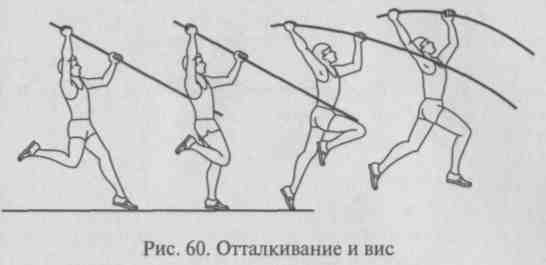 Рис. 60. Отталкивание и вис